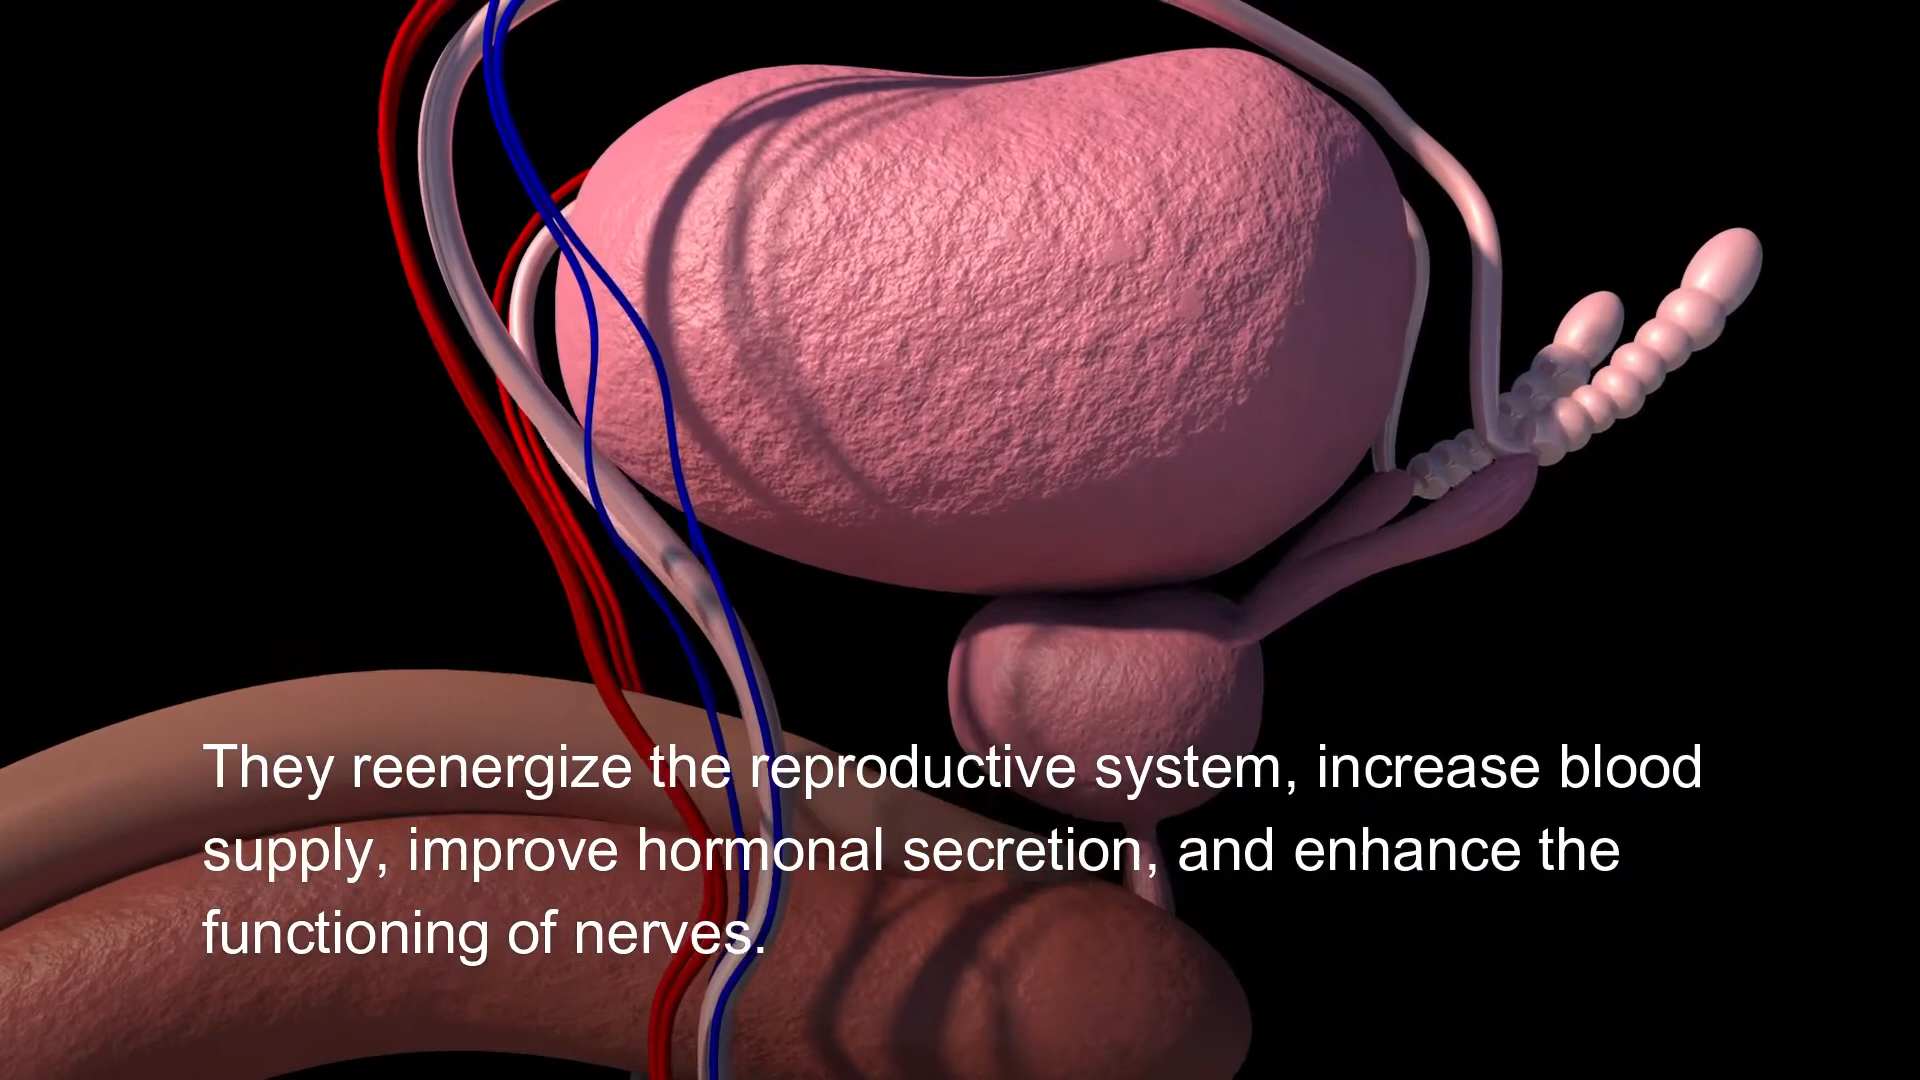 They reenergize the reproductive system, increase blood
supply, improve hormonal secretion, and enhance the
functioning of nerves.